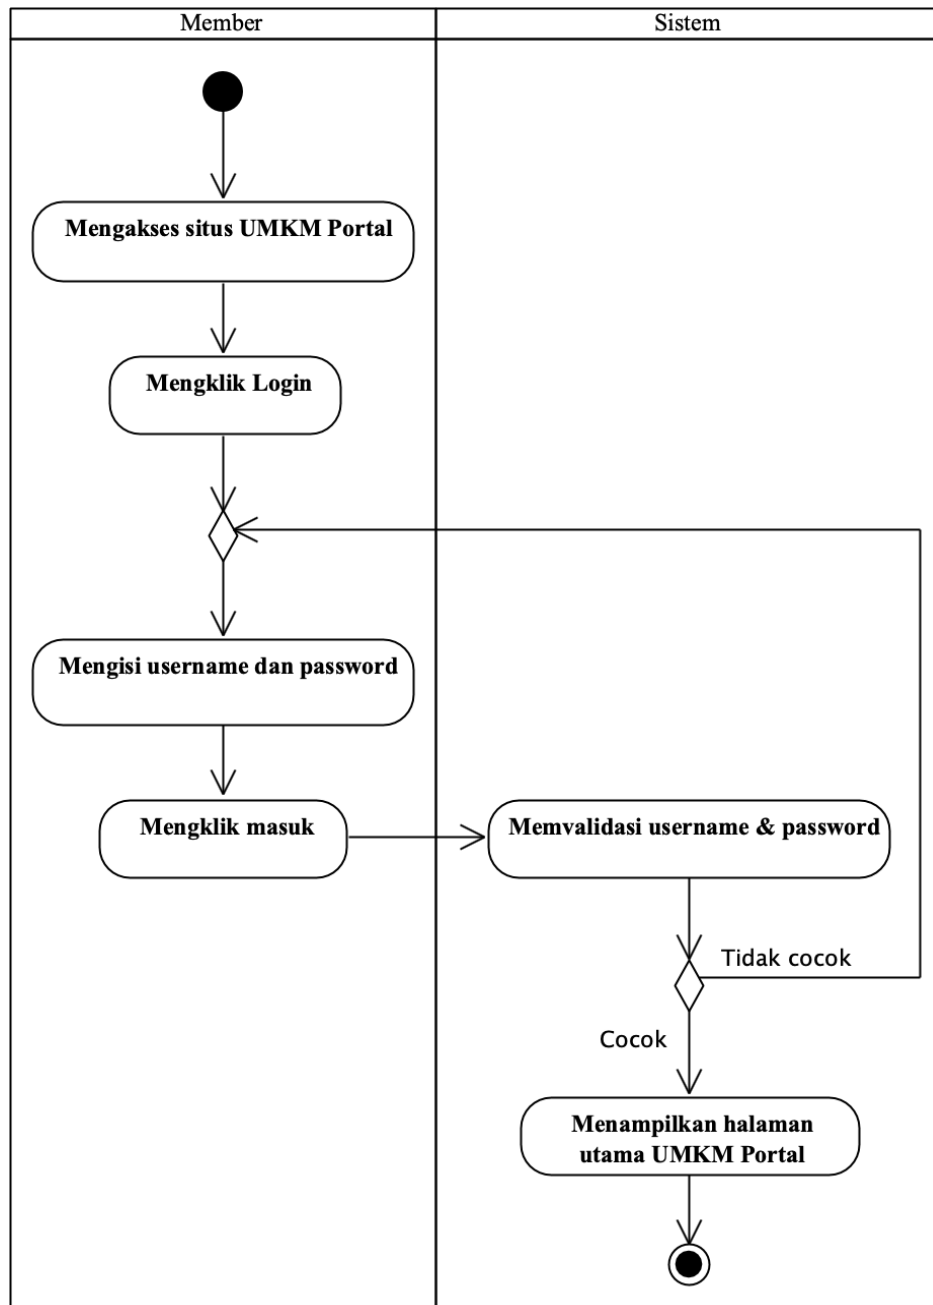 Member
Sistem
Mengakses situs UMKM Portal
Mengklik Login
Mengisi username dan password
Mengklik masuk
Memvalidasi username & password
Tidak cocok
Cocok
Menampilkan halaman
utama UMKM Portal